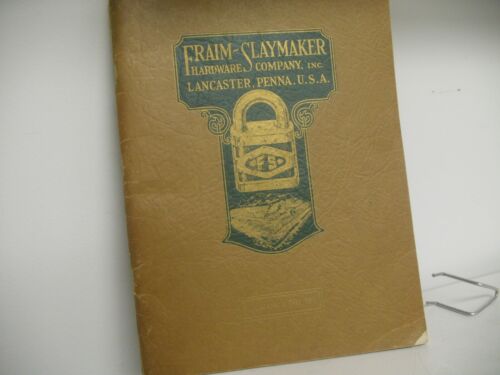 FRAIM-SLAYMAKER
HARDWARE COMPANY, INC.
LANCASTER, PENNA. U.S.A.